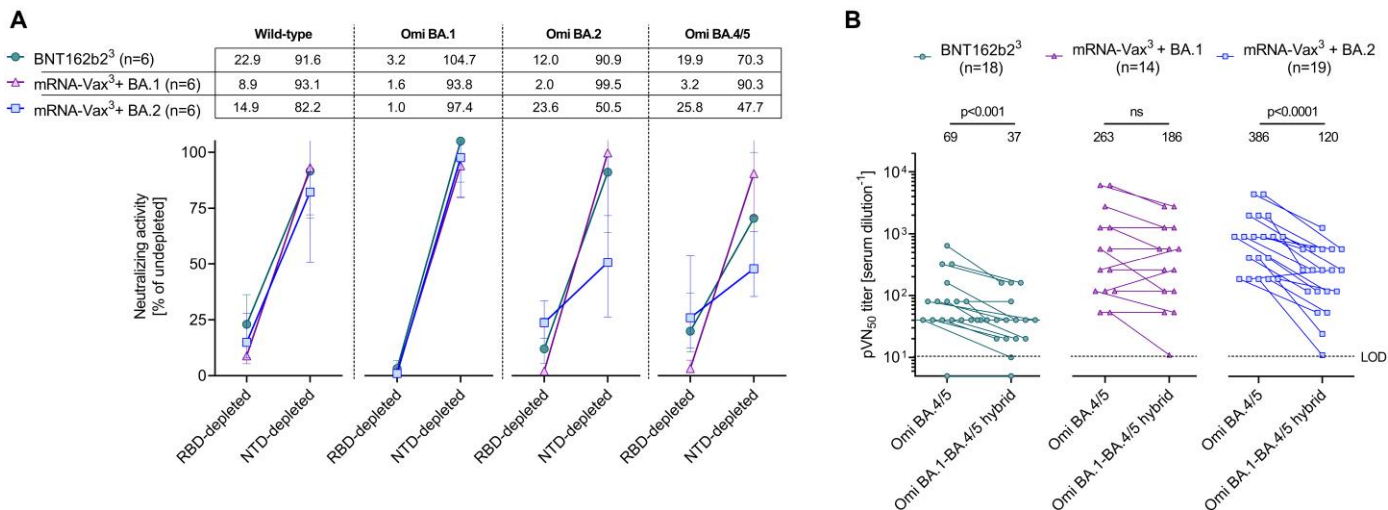 A
Wild-type Omi BA.1 Omi BA.2 Omi BA.4/5
BNT162b2³ (n=6) 22.9 91.6 3.2 104.7 12.0 90.9 19.9 70.3
mRNA-Vax³ + BA.1 (n=6) 8.9 93.1 1.6 93.8 2.0 99.5 3.2 90.3
mRNA-Vax³ + BA.2 (n=6) 14.9 82.2 1.0 97.4 23.6 50.5 25.8 47.7
Neutralizing activity
[% of undepleted]
100
75
50
25
0
RBD-depleted NTD-depleted RBD-depleted NTD-depleted RBD-depleted NTD-depleted RBD-depleted NTD-depleted
B
BNT162b2³ mRNA-Vax³ + BA.1 mRNA-Vax³ + BA.2
(n=18) (n=14) (n=19)
p<0.001 ns p<0.0001
69 37 263 186 386 120
pVN₅₀ titer [serum dilution⁻¹]
10⁴
10³
10²
10¹
LOD
Omi BA.4/5 Omi BA.1-BA.4/5 hybrid Omi BA.4/5 Omi BA.1-BA.4/5 hybrid Omi BA.4/5 Omi BA.1-BA.4/5 hybrid